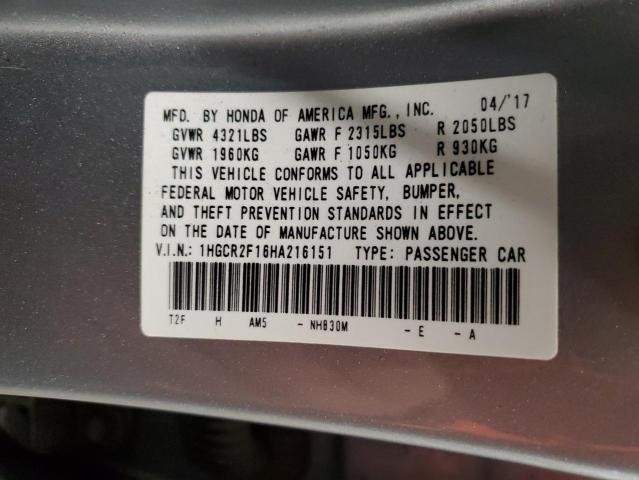 MFD. BY HONDA OF AMERICA MFG., INC. 04/'17
GVWR 4321LBS GAWR F 2315LBS R 2050LBS
GVWR 1960KG GAWR F 1050KG R 930KG
THIS VEHICLE CONFORMS TO ALL APPLICABLE
FEDERAL MOTOR VEHICLE SAFETY, BUMPER,
AND THEFT PREVENTION STANDARDS IN EFFECT
ON THE DATE OF MANUFACTURE SHOWN ABOVE.
V.I.N.: 1HGCR2F16HA216151 TYPE: PASSENGER CAR
T2F H AM5 - NH830M - E - A